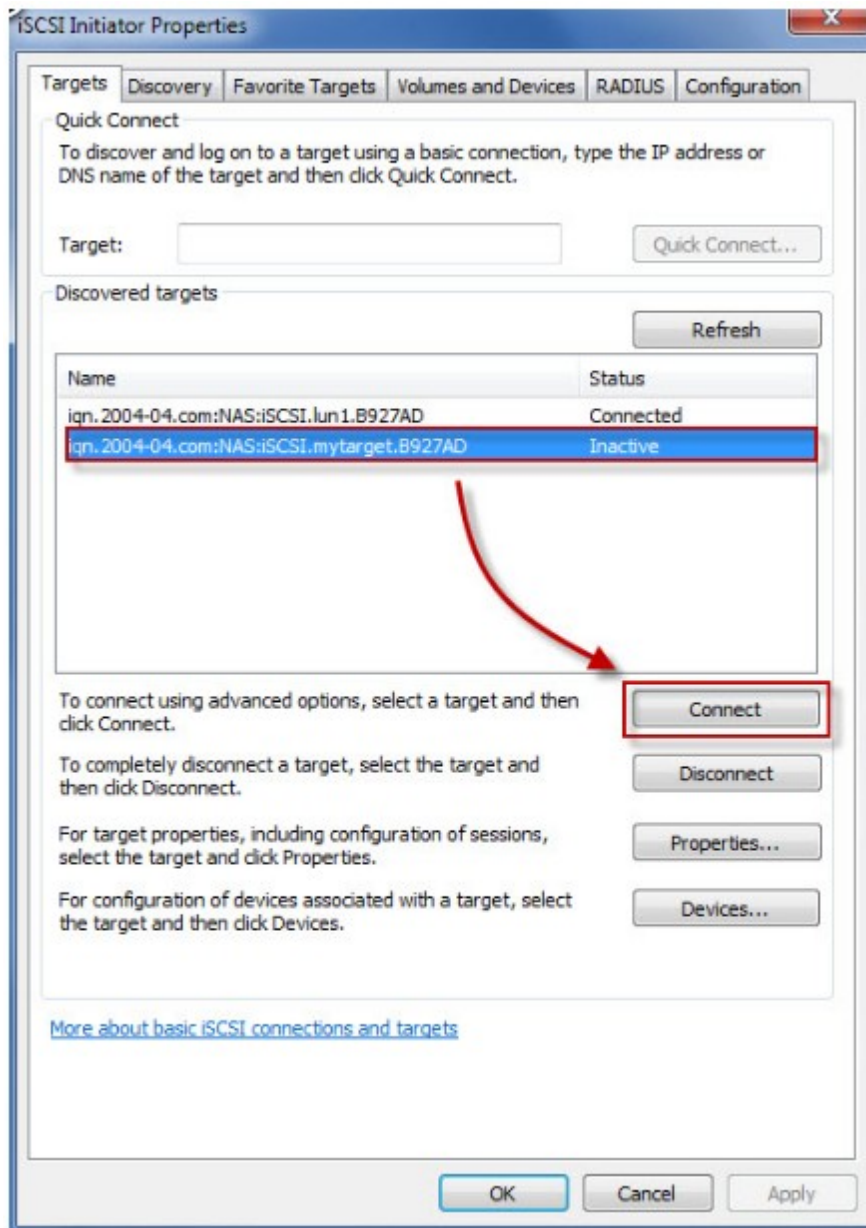 iSCSI Initiator Properties
Targets Discovery Favorite Targets Volumes and Devices RADIUS Configuration
Quick Connect
To discover and log on to a target using a basic connection, type the IP address or
DNS name of the target and then click Quick Connect.
Target: Quick Connect...
Discovered targets
Refresh
Name Status
iqn.2004-04.com:NAS:iSCSI.lun1.B927AD Connected
iqn.2004-04.com:NAS:iSCSI.mytarget.B927AD Inactive
To connect using advanced options, select a target and then
click Connect.
Connect
To completely disconnect a target, select the target and
then click Disconnect.
Disconnect
For target properties, including configuration of sessions,
select the target and click Properties.
Properties...
For configuration of devices associated with a target, select
the target and then click Devices.
Devices...
More about basic iSCSI connections and targets
OK Cancel Apply